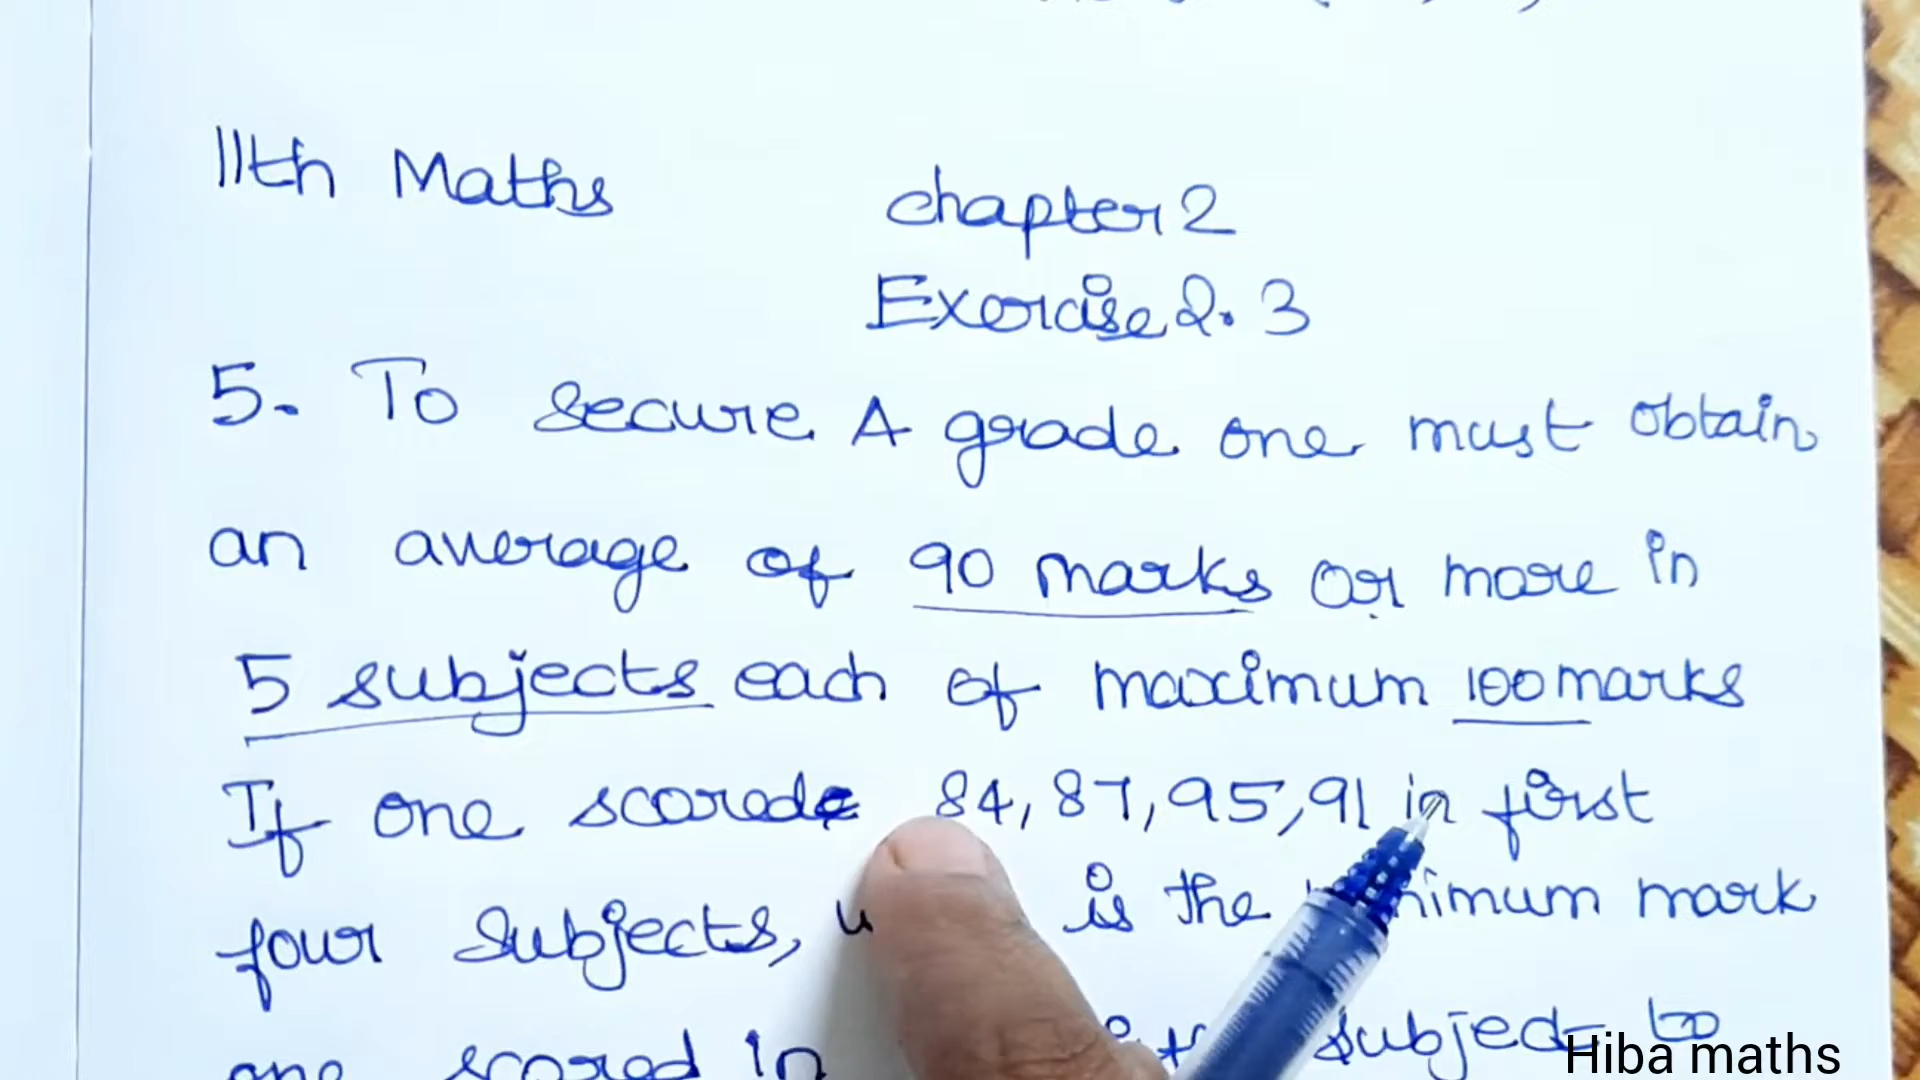 11th Maths
chapter 2
Exercise 2.3
5. To secure A grade one must obtain
an average of 90 marks or more in
5 subjects each of maximum 100 marks
If one scored 84, 87, 95, 91 in first
four subjects, is the mark
one scored in subject to
Hiba maths